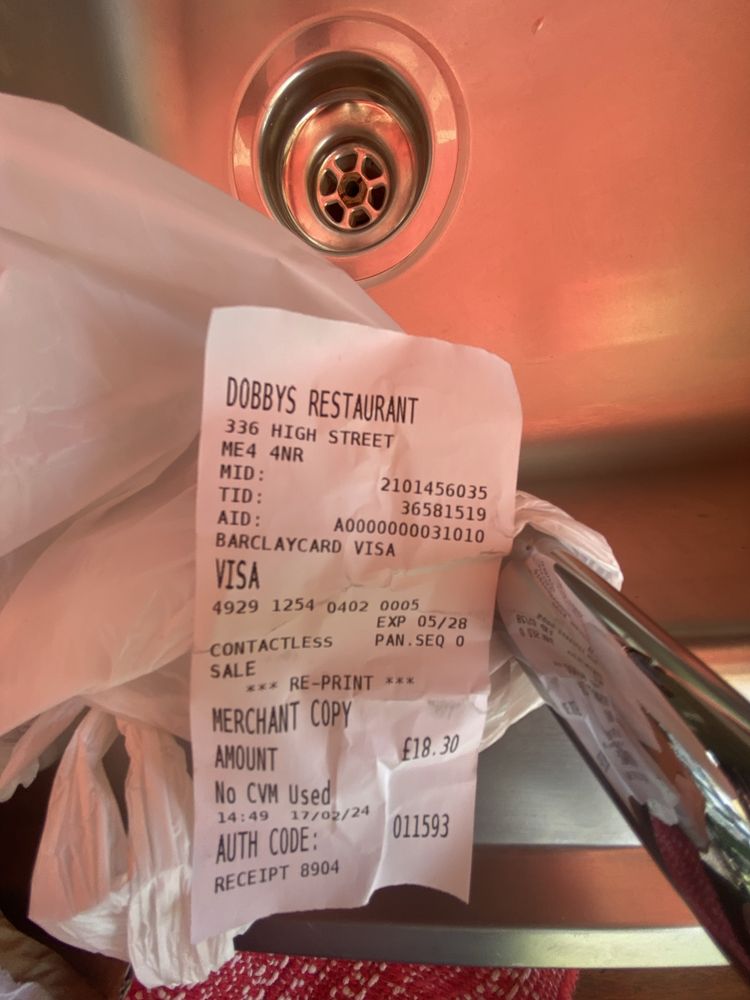 DOBBYS RESTAURANT
336 HIGH STREET
ME4 4NR
MID: 2101456035
TID: 36581519
AID: A0000000031010
BARCLAYCARD VISA
VISA
4929 1254 0402 0005
EXP 05/28
CONTACTLESS PAN.SEQ 0
SALE
*** RE-PRINT ***
MERCHANT COPY
AMOUNT £18.30
No CVM Used
14:49 17/02/24
AUTH CODE: 011593
RECEIPT 8904